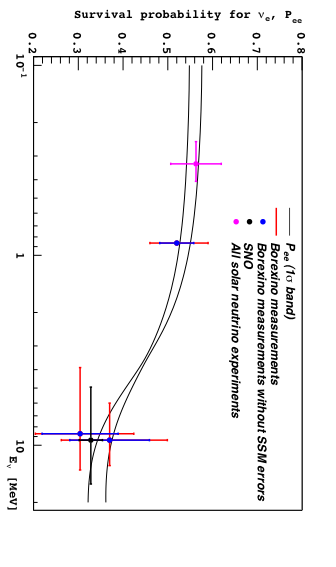 Survival probability for νe, Pee
0.2
0.3
0.4
0.5
0.6
0.7
0.8
10⁻¹
1
10
Eν [MeV]
Pee (1σ band)
Borexino measurements
Borexino measurements without SSM errors
SNO
All solar neutrino experiments